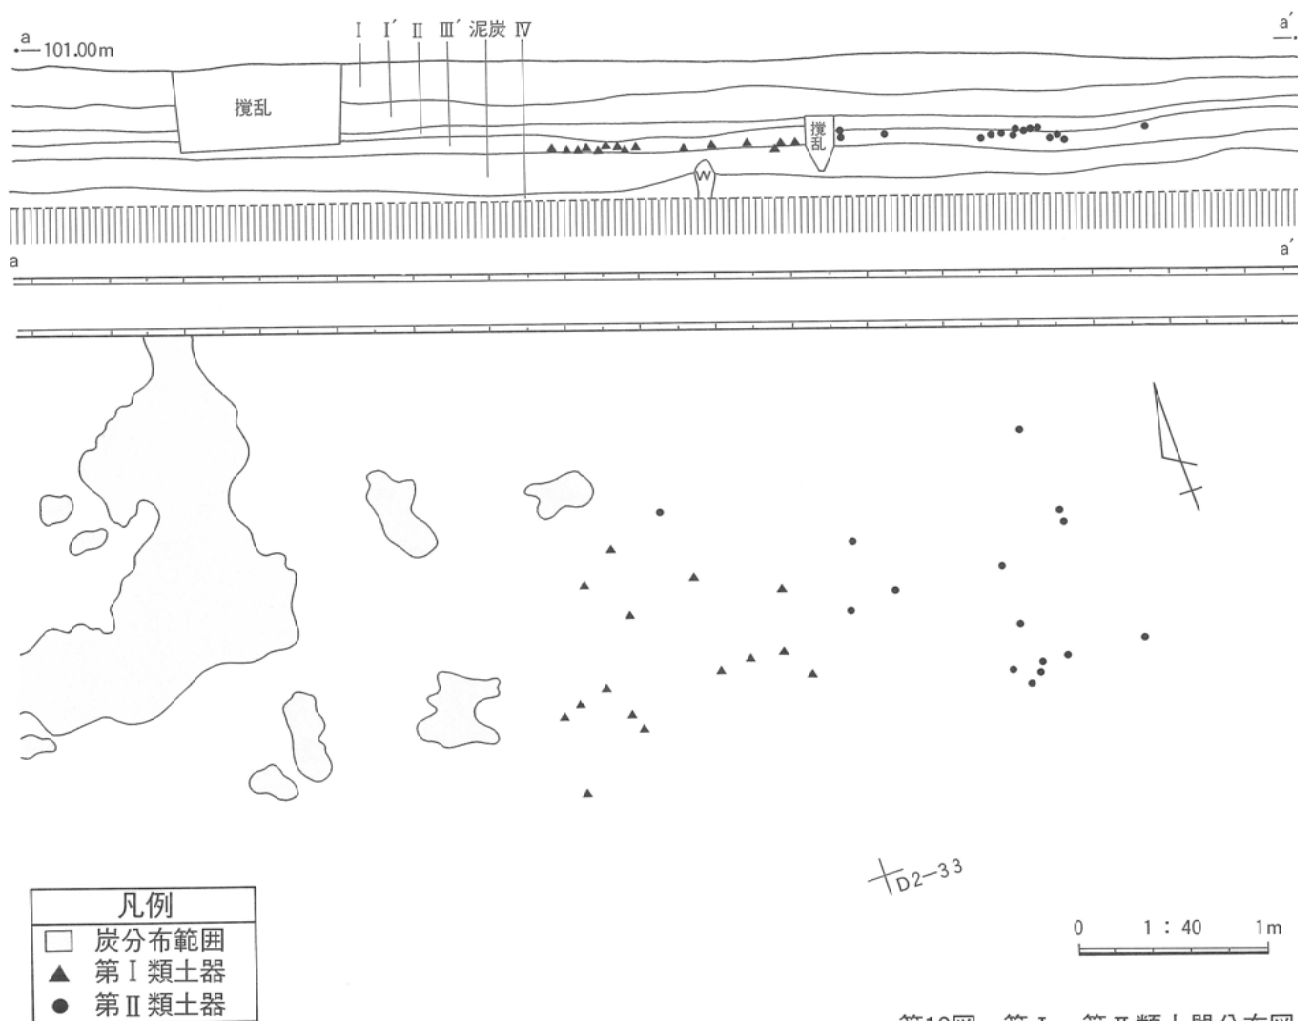 a
101.00m
I I´ II III´ 泥炭 IV
a´
撹乱
撹乱
W
a
a´
D2-33
0 1:40 1m
凡例
炭分布範囲
▲ 第I類土器
● 第II類土器